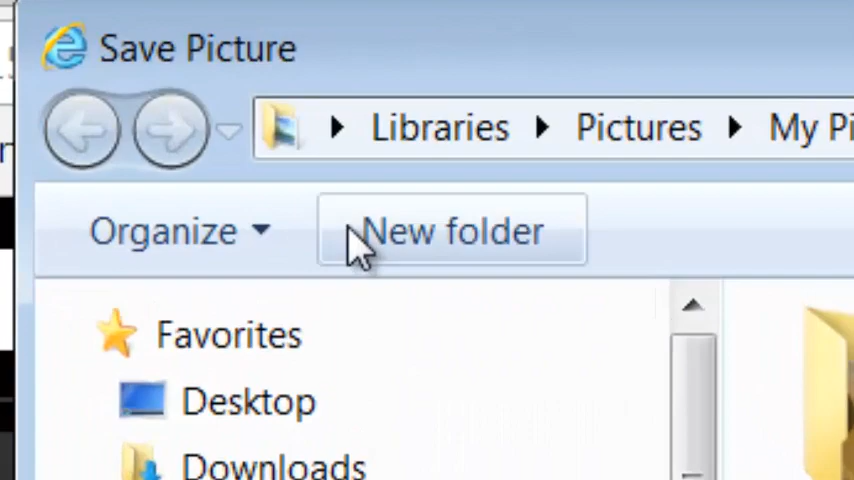 Save Picture
Libraries Pictures My Pi
Organize New folder
Favorites
Desktop
Downloads